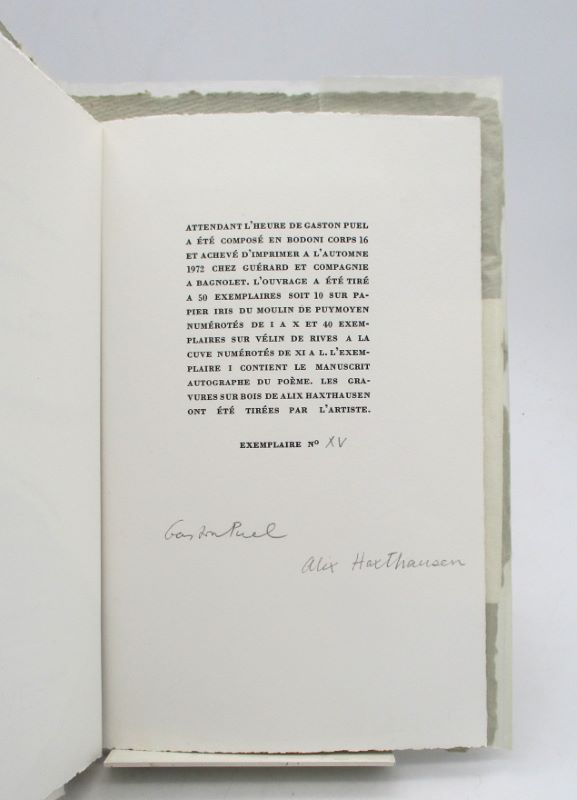 ATTENDANT L'HEURE DE GASTON PUEL
A ÉTÉ COMPOSÉ EN BODONI CORPS 16
ET ACHEVÉ D'IMPRIMER A L'AUTOMNE
1972 CHEZ GUÉRARD ET COMPAGNIE
A BAGNOLET. L'OUVRAGE A ÉTÉ TIRÉ
A 50 EXEMPLAIRES SOIT 10 SUR PA-
PIER IRIS DU MOULIN DE PUYMOYEN
NUMÉROTÉS DE I A X ET 40 EXEM-
PLAIRES SUR VÉLIN DE RIVES A LA
CUVE NUMÉROTÉS DE XI A L. L'EXEM-
PLAIRE I CONTIENT LE MANUSCRIT
AUTOGRAPHE DU POÈME. LES GRA-
VURES SUR BOIS DE ALIX HAXTHAUSEN
ONT ÉTÉ TIRÉES PAR L'ARTISTE.
EXEMPLAIRE Nº XV
Gaston Puel
Alix Haxthausen